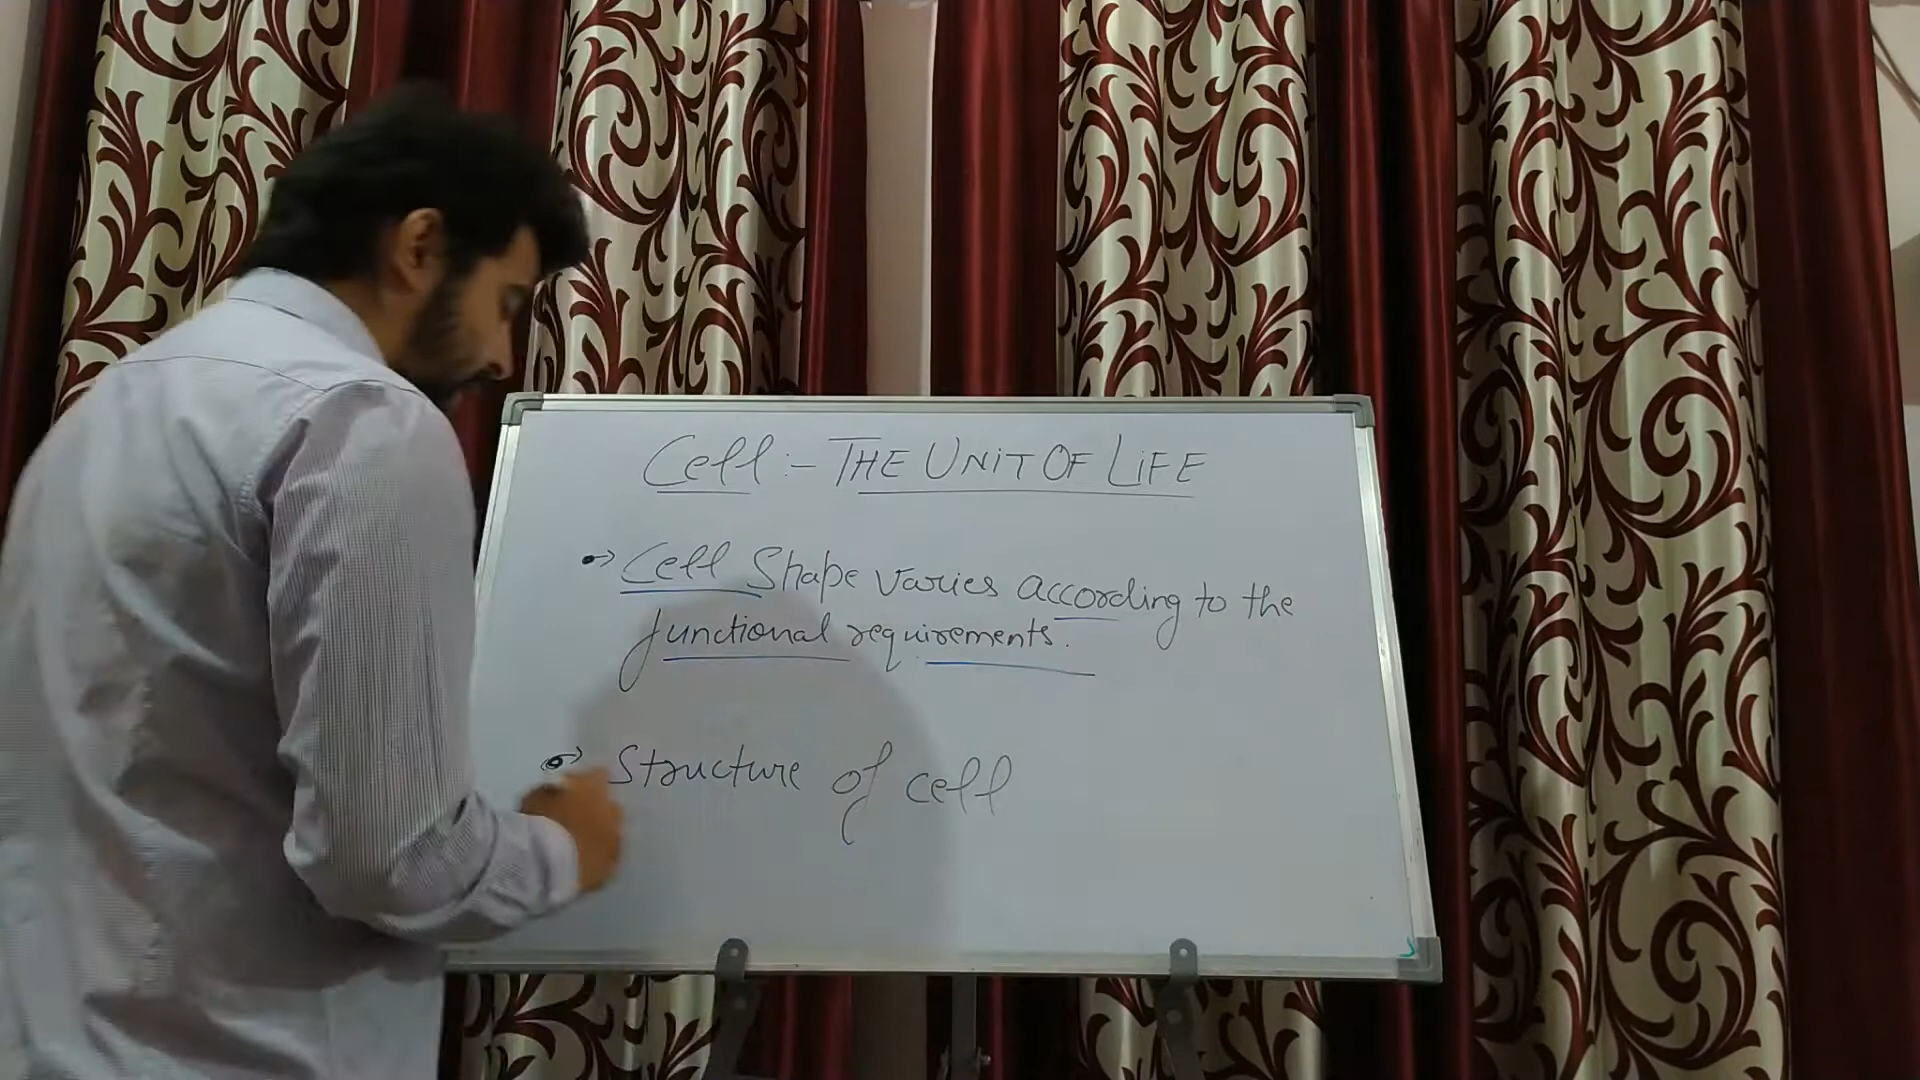 Cell :- THE UNIT OF LIFE
→ Cell Shape varies according to the
functional requirements.
→ Structure of cell